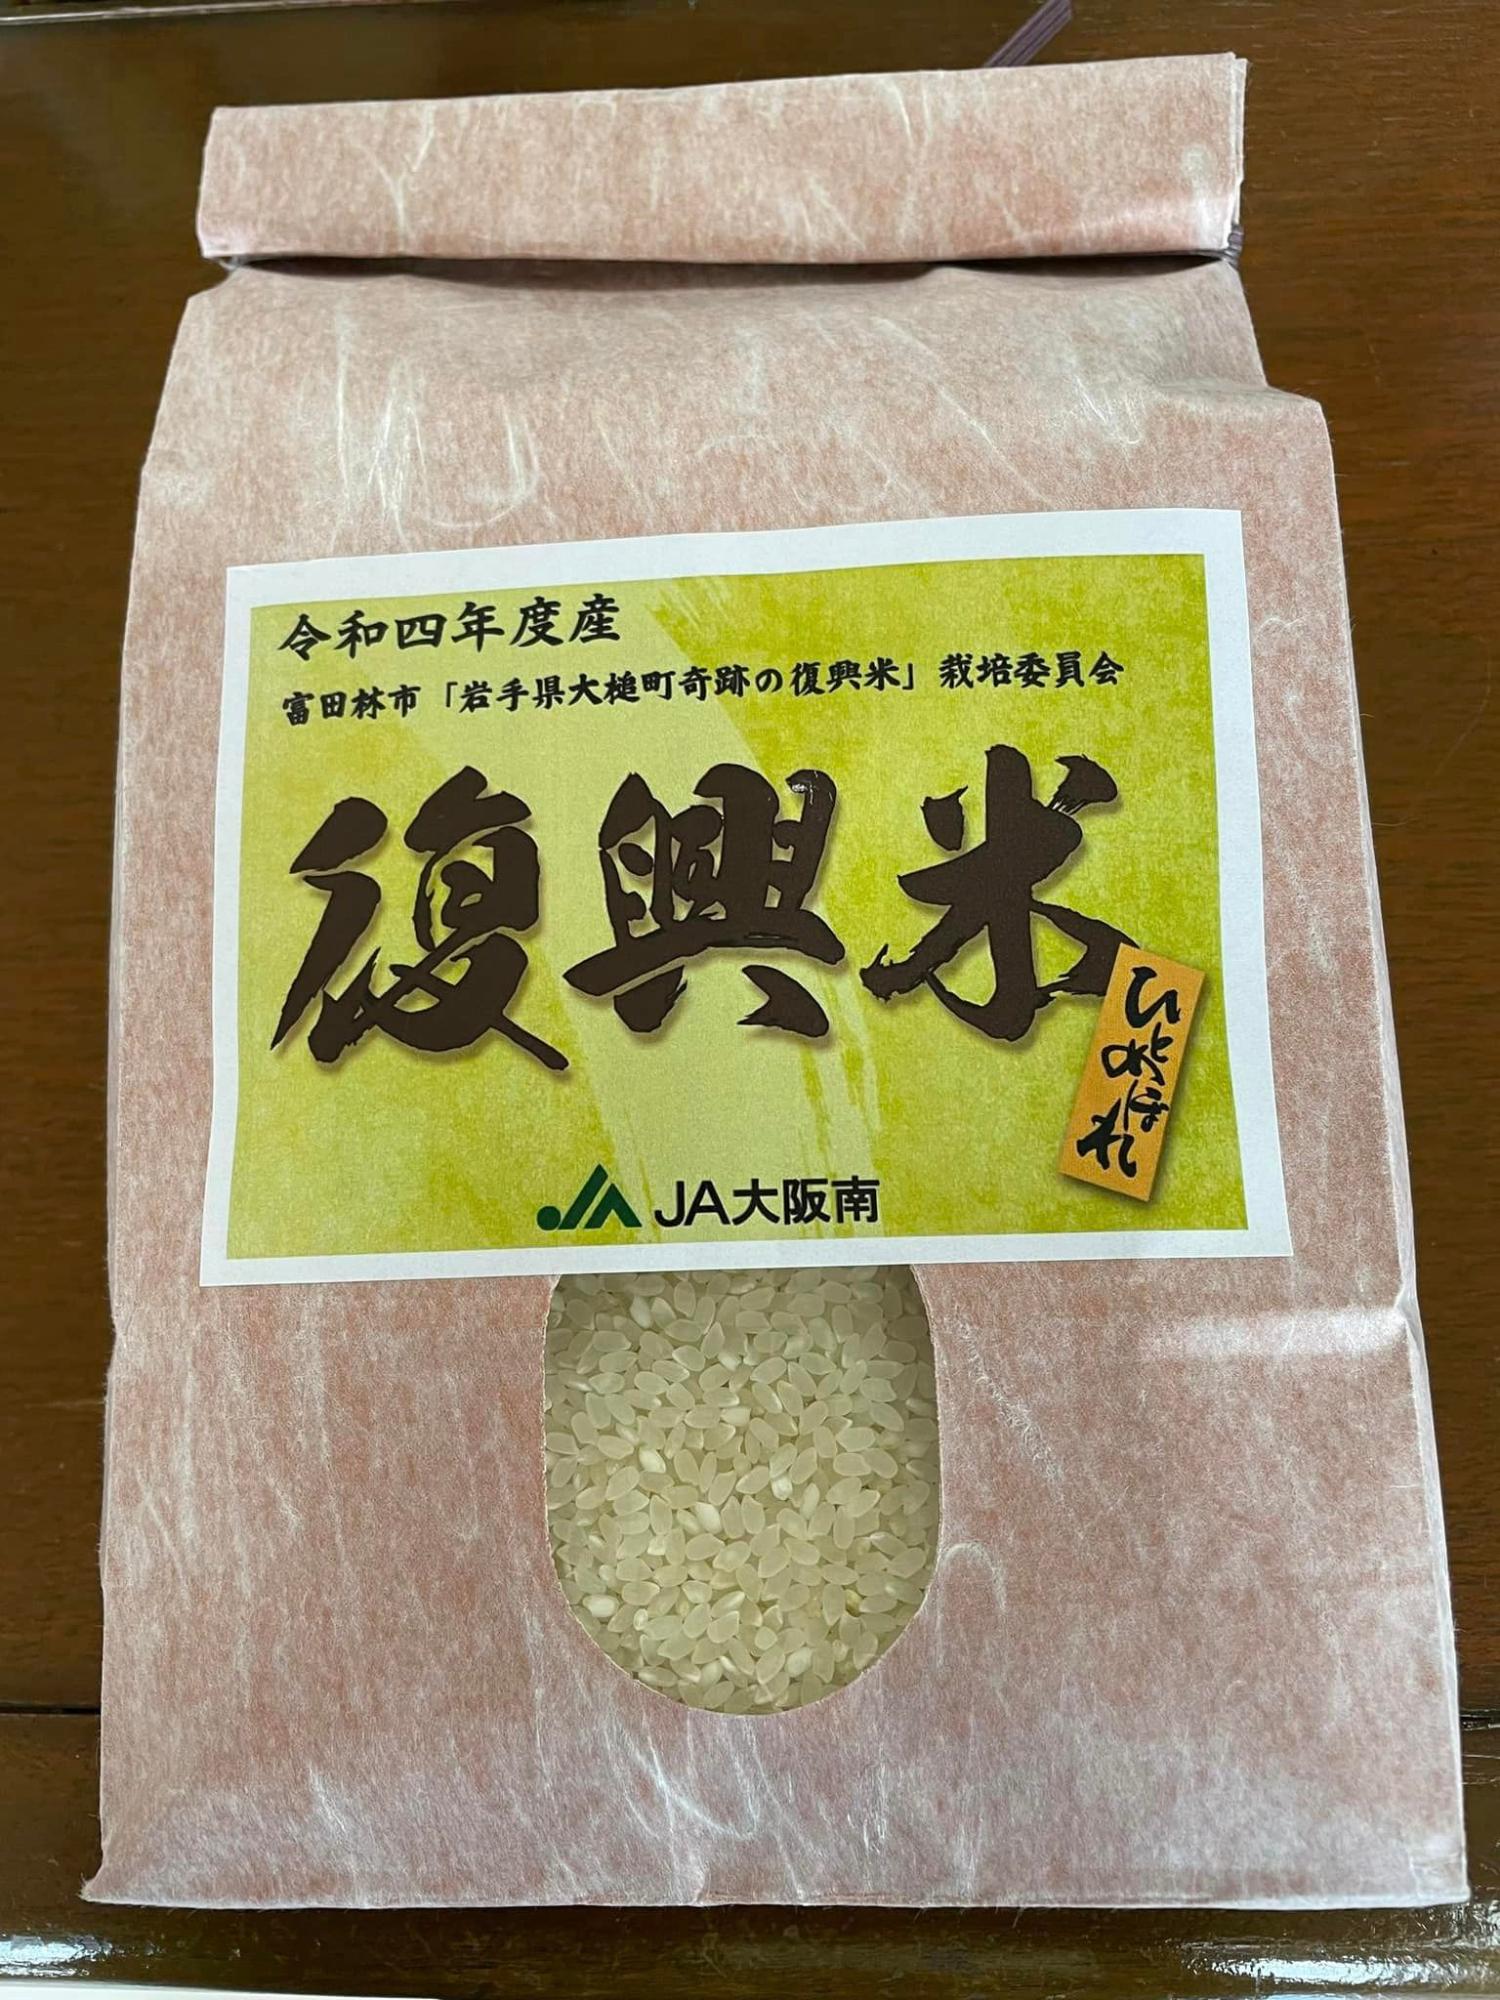 令和四年度産
富田林市「岩手県大槌町奇跡の復興米」栽培委員会
復興米
ひとめぼれ
JA大阪南